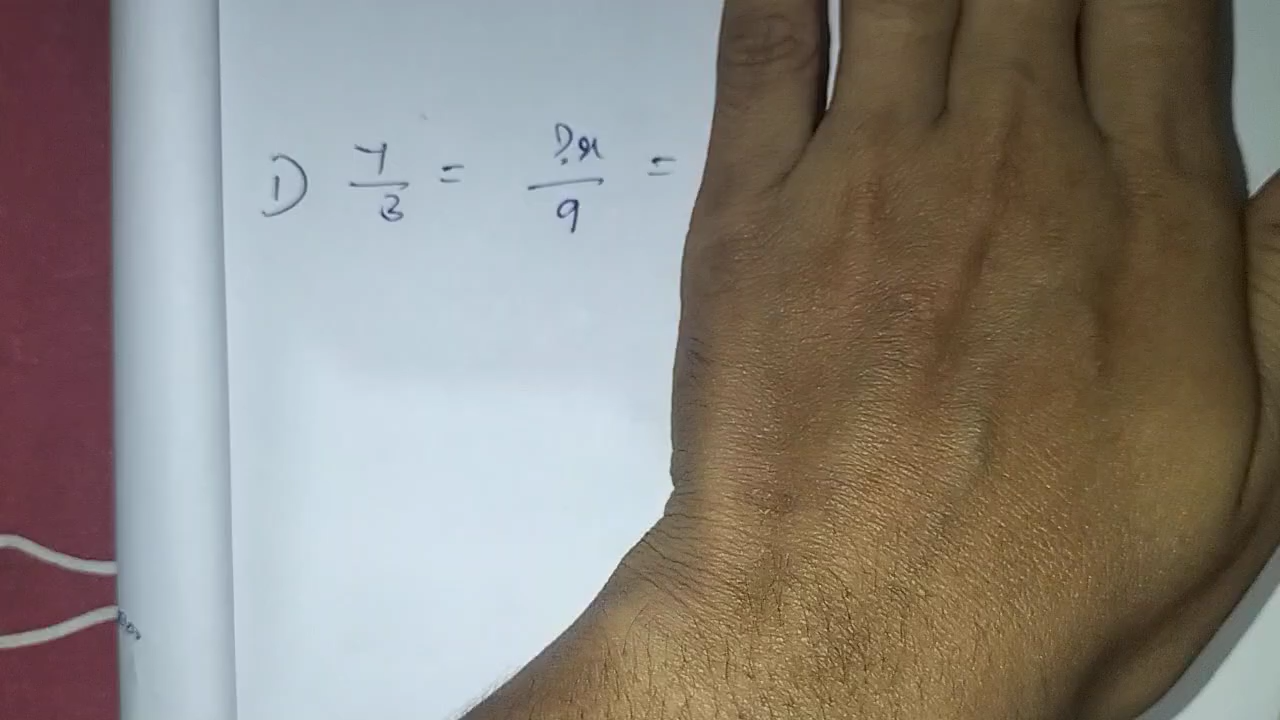 1) 7/3 = ?x/9 =